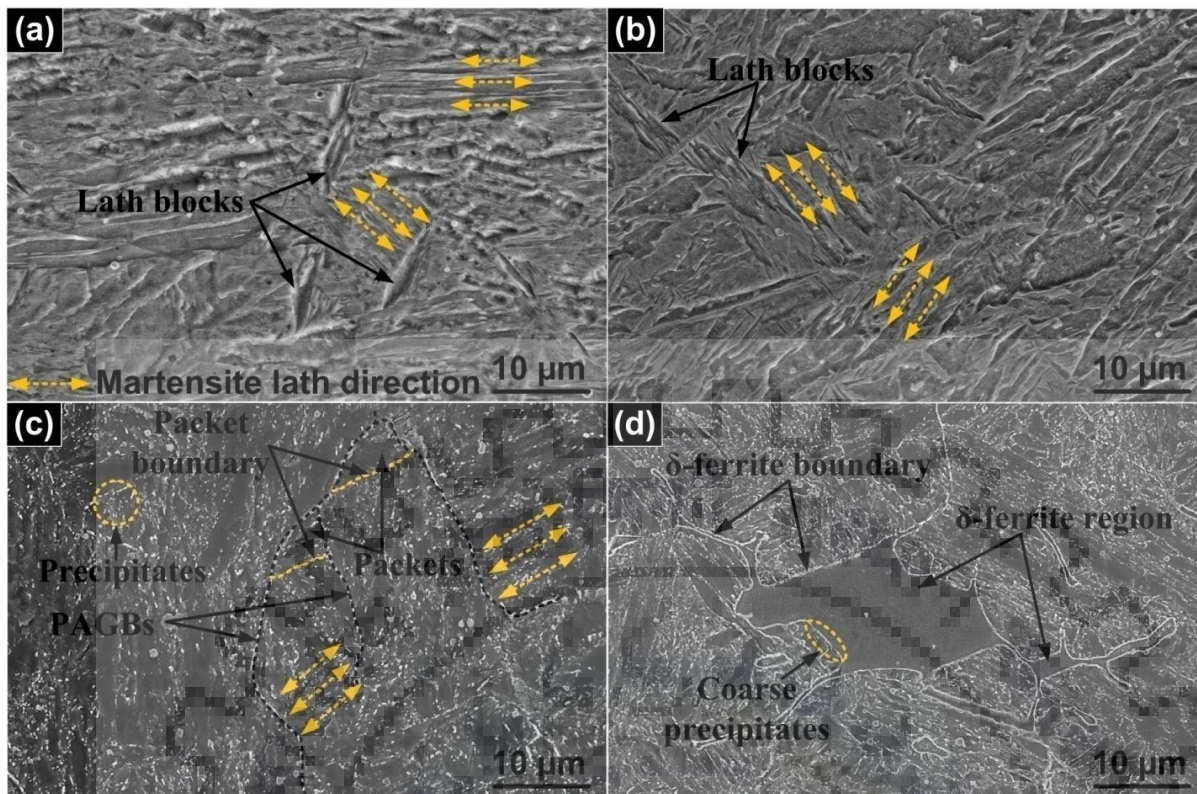 (a)
Lath blocks
Martensite lath direction
10 µm
(b)
Lath blocks
10 µm
(c)
Packet
boundary
Precipitates
Packets
PAGBs
10 µm
(d)
δ-ferrite boundary
δ-ferrite region
Coarse
precipitates
10 µm